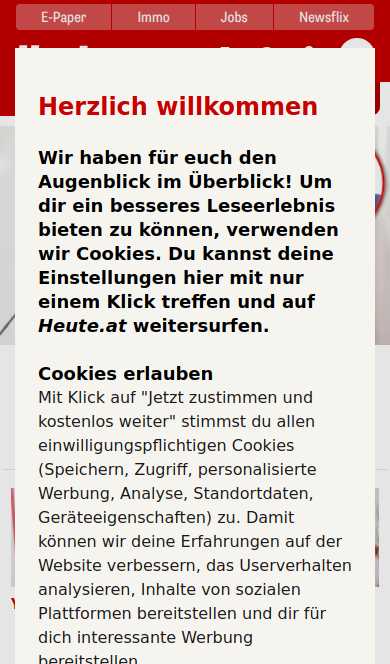 E-Paper
Immo
Jobs
Newsflix
Herzlich willkommen
Wir haben für euch den
Augenblick im Überblick! Um
dir ein besseres Leseerlebnis
bieten zu können, verwenden
wir Cookies. Du kannst deine
Einstellungen hier mit nur
einem Klick treffen und auf
Heute.at weitersurfen.
Cookies erlauben
Mit Klick auf "Jetzt zustimmen und
kostenlos weiter" stimmst du allen
einwilligungspflichtigen Cookies
(Speichern, Zugriff, personalisierte
Werbung, Analyse, Standortdaten,
Geräteeigenschaften) zu. Damit
können wir deine Erfahrungen auf der
Website verbessern, das Userverhalten
analysieren, Inhalte von sozialen
Plattformen bereitstellen und dir für
dich interessante Werbung
bereitstellen